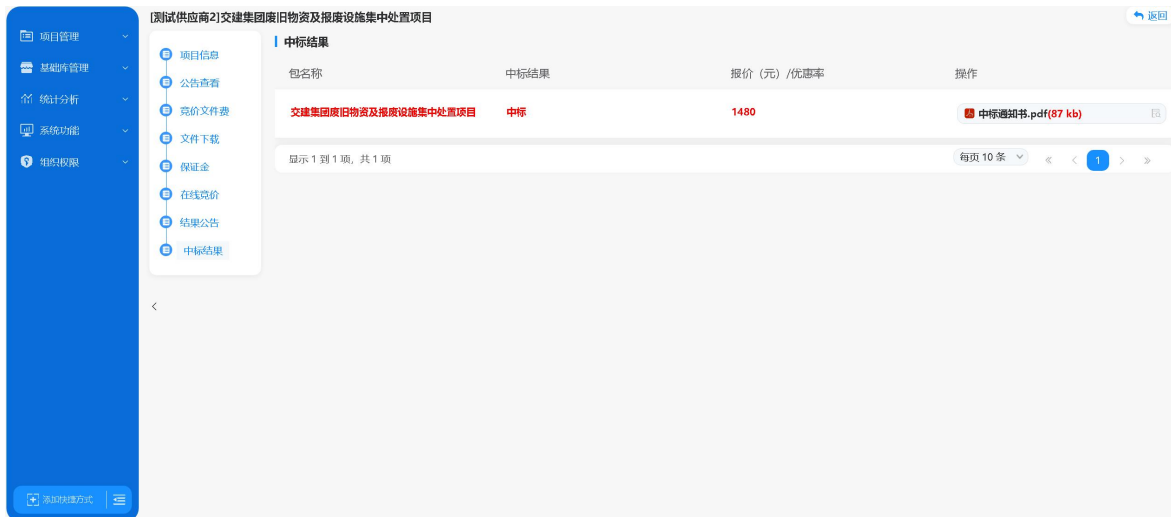 [测试供应商2]交建集团废旧物资及报废设施集中处置项目
返回
项目管理
基础库管理
统计分析
系统功能
组织权限
添加快捷方式
项目信息
公告查看
竞价文件费
文件下载
保证金
在线竞价
结果公告
中标结果
中标结果
包名称 中标结果 报价（元）/优惠率 操作
交建集团废旧物资及报废设施集中处置项目 中标 1480 中标通知书.pdf(87 kb)
显示 1 到 1 项，共 1 项 每页 10 条 « < 1 > »